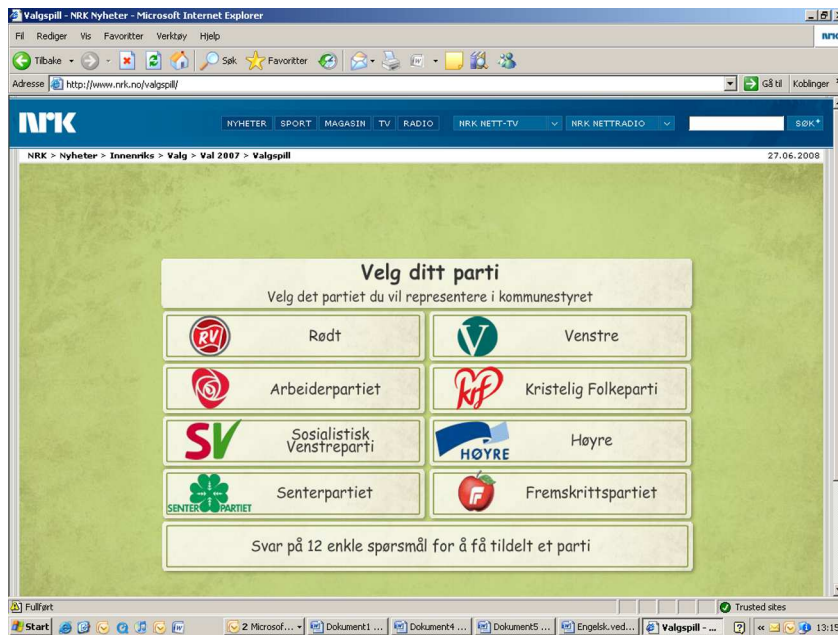 Valgspill - NRK Nyheter - Microsoft Internet Explorer
Fil Rediger Vis Favoritter Verktøy Hjelp
Tilbake Søk Favoritter
Adresse http://www.nrk.no/valgspill/ Gå til Koblinger
NRK NYHETER SPORT MAGASIN TV RADIO NRK NETT-TV NRK NETTRADIO SØK
NRK > Nyheter > Innenriks > Valg > Val 2007 > Valgspill 27.06.2008
Velg ditt parti
Velg det partiet du vil representere i kommunestyret
RV Rødt V Venstre
Arbeiderpartiet krf Kristelig Folkeparti
SV Sosialistisk Venstreparti HØYRE Høyre
SENTERPARTIET Senterpartiet F Fremskrittspartiet
Svar på 12 enkle spørsmål for å få tildelt et parti
Fullført Trusted sites
Start 2 Microsof... Dokument1 ... Dokument4 ... Dokument5 ... Engelsk.ved... Valgspill - ...